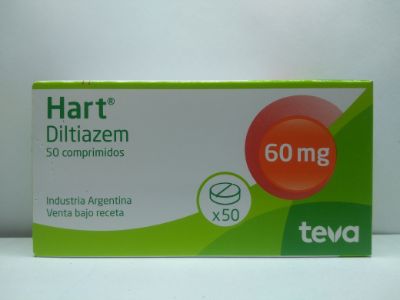 Hart®
Diltiazem
50 comprimidos
60 mg
x50
Industria Argentina
Venta bajo receta
teva